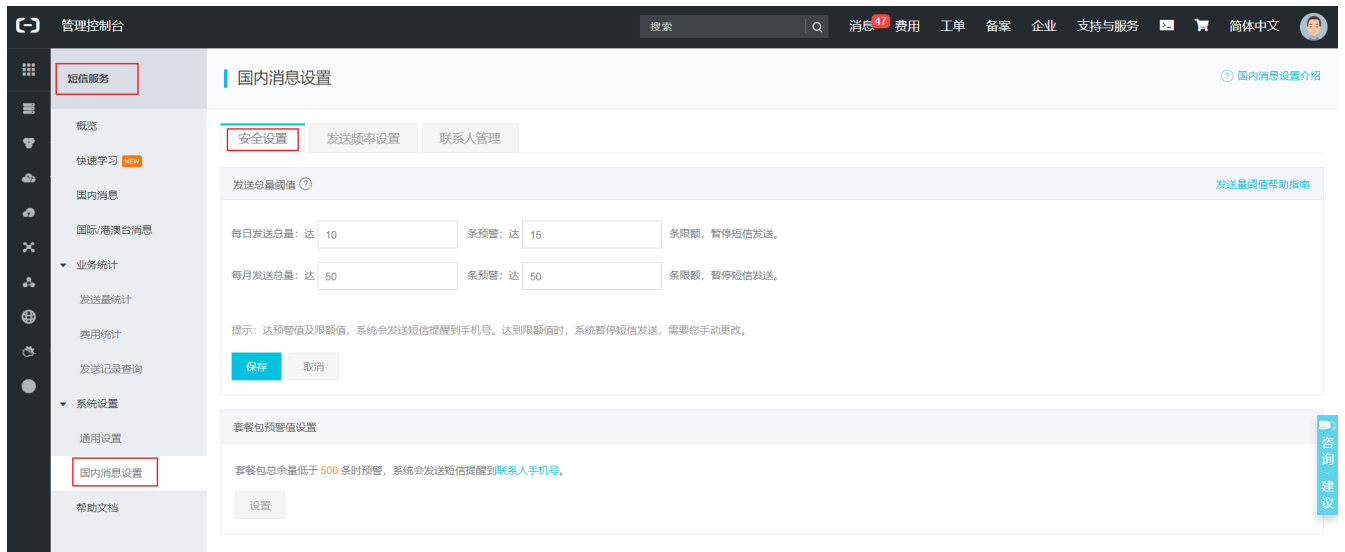 管理控制台
搜索
消息 47 费用 工单 备案 企业 支持与服务 简体中文
短信服务
概览
快速学习 NEW
国内消息
国际/港澳台消息
业务统计
发送量统计
费用统计
发送记录查询
系统设置
通用设置
国内消息设置
帮助文档
国内消息设置
国内消息设置介绍
安全设置 发送频率设置 联系人管理
发送总量阈值
发送量阈值帮助指南
每日发送总量：达 10 条预警；达 15 条限额，暂停短信发送。
每月发送总量：达 50 条预警；达 50 条限额，暂停短信发送。
提示：达预警值及限额值，系统会发送短信提醒到手机号。达到限额值时，系统暂停短信发送，需要您手动更改。
保存 取消
套餐包预警值设置
套餐包总余量低于 500 条时预警，系统会发送短信提醒到联系人手机号。
设置
咨询·建议